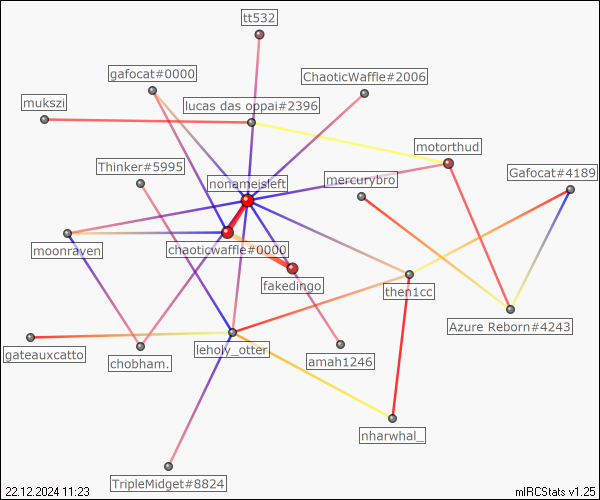 tt532
gafocat#0000
ChaoticWaffle#2006
mukszi
lucas das oppai#2396
motorthud
Thinker#5995
Gafocat#4189
nonameisleft
mercurybro
moonraven
chaoticwaffle#0000
fakedingo
then1cc
Azure Reborn#4243
gateauxcatto
leholy_otter
chobham.
amah1246
nharwhal_
TripleMidget#8824
22.12.2024 11:23
mIRCStats v1.25